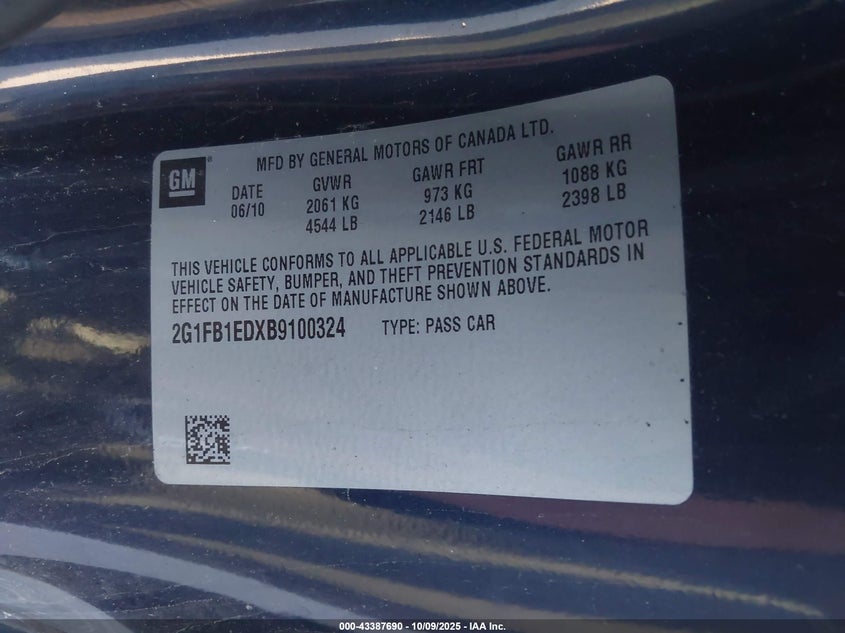 MFD BY GENERAL MOTORS OF CANADA LTD.
GM®
DATE GVWR GAWR FRT GAWR RR
06/10 2061 KG 973 KG 1088 KG
4544 LB 2146 LB 2398 LB
THIS VEHICLE CONFORMS TO ALL APPLICABLE U.S. FEDERAL MOTOR
VEHICLE SAFETY, BUMPER, AND THEFT PREVENTION STANDARDS IN
EFFECT ON THE DATE OF MANUFACTURE SHOWN ABOVE.
2G1FB1EDXB9100324 TYPE: PASS CAR
000-43387690 - 10/09/2025 - IAA Inc.